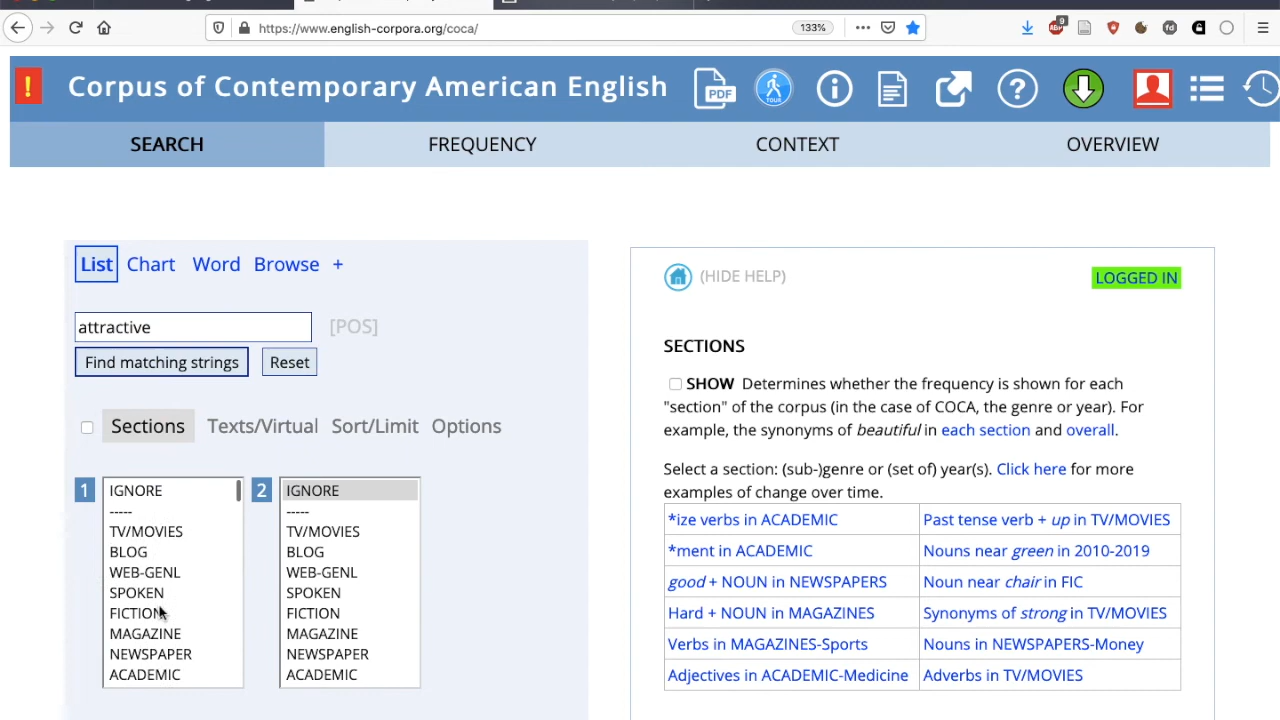 https://www.english-corpora.org/coca/
133%
9
ABP
fd
! Corpus of Contemporary American English
PDF
TOUR
SEARCH FREQUENCY CONTEXT OVERVIEW
List Chart Word Browse +
attractive [POS]
Find matching strings Reset
Sections Texts/Virtual Sort/Limit Options
1 2
IGNORE
-----
TV/MOVIES
BLOG
WEB-GENL
SPOKEN
FICTION
MAGAZINE
NEWSPAPER
ACADEMIC
IGNORE
-----
TV/MOVIES
BLOG
WEB-GENL
SPOKEN
FICTION
MAGAZINE
NEWSPAPER
ACADEMIC
(HIDE HELP) LOGGED IN
SECTIONS
SHOW Determines whether the frequency is shown for each
"section" of the corpus (in the case of COCA, the genre or year). For
example, the synonyms of beautiful in each section and overall.
Select a section: (sub-)genre or (set of) year(s). Click here for more
examples of change over time.
*ize verbs in ACADEMIC Past tense verb + up in TV/MOVIES
*ment in ACADEMIC Nouns near green in 2010-2019
good + NOUN in NEWSPAPERS Noun near chair in FIC
Hard + NOUN in MAGAZINES Synonyms of strong in TV/MOVIES
Verbs in MAGAZINES-Sports Nouns in NEWSPAPERS-Money
Adjectives in ACADEMIC-Medicine Adverbs in TV/MOVIES